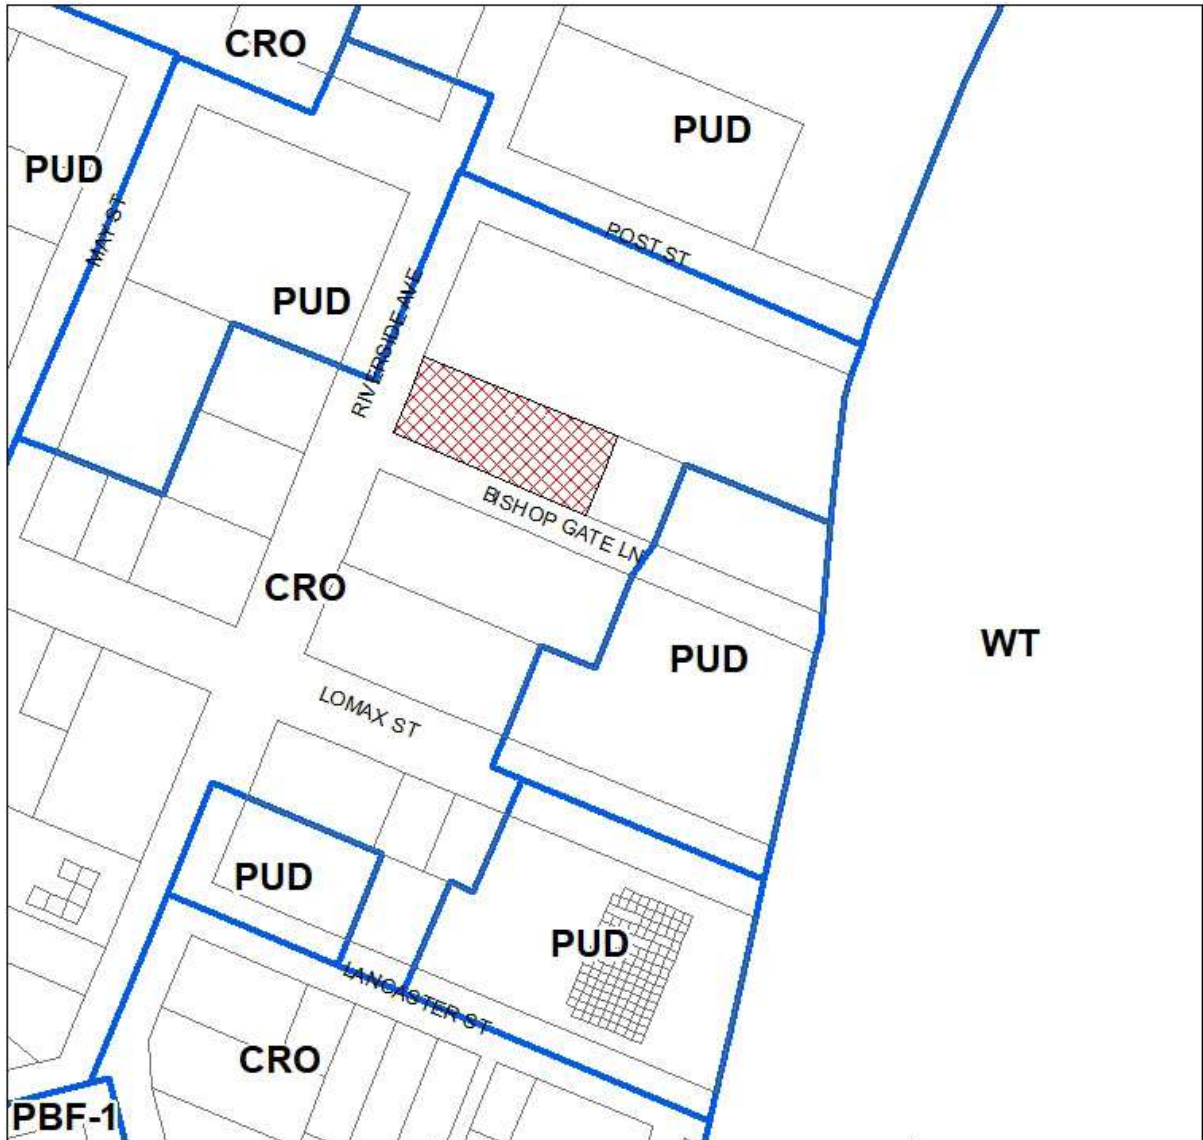 CRO
PUD
PUD
MAY ST
POST ST
PUD
RIVERSIDE AVE
BISHOP GATE LN
CRO
WT
PUD
LOMAX ST
PUD
PUD
LANCASTER ST
CRO
PBF-1